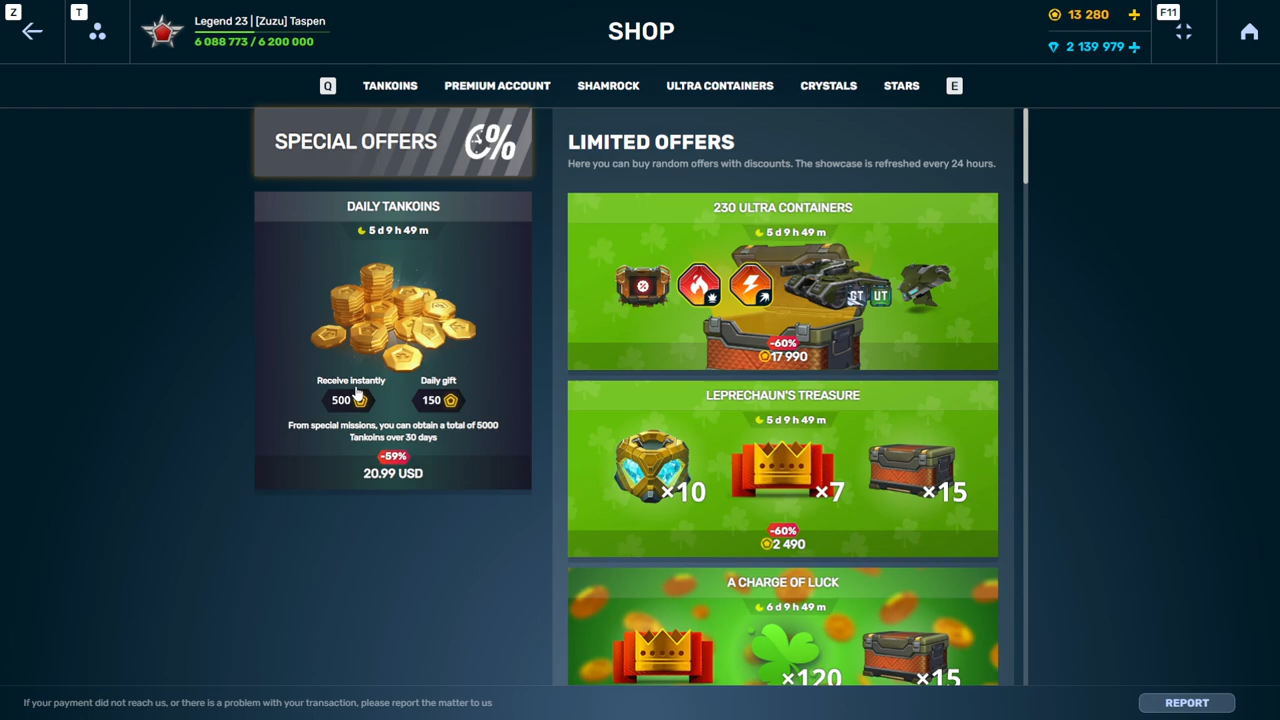 Z
T
Legend 23 | [Zuzu] Taspen
6 088 773 / 6 200 000
SHOP
13 280 +
2 139 979 +
F11
Q
TANKOINS
PREMIUM ACCOUNT
SHAMROCK
ULTRA CONTAINERS
CRYSTALS
STARS
E
SPECIAL OFFERS
%
DAILY TANKOINS
5 d 9 h 49 m
Receive instantly
Daily gift
500
150
From special missions, you can obtain a total of 5000
Tankoins over 30 days
-59%
20.99 USD
LIMITED OFFERS
Here you can buy random offers with discounts. The showcase is refreshed every 24 hours.
230 ULTRA CONTAINERS
5 d 9 h 49 m
GT UT
-60%
17 990
LEPRECHAUN'S TREASURE
5 d 9 h 49 m
×10
×7
×15
-60%
2 490
A CHARGE OF LUCK
6 d 9 h 49 m
×120
×15
If your payment did not reach us, or there is a problem with your transaction, please report the matter to us
REPORT